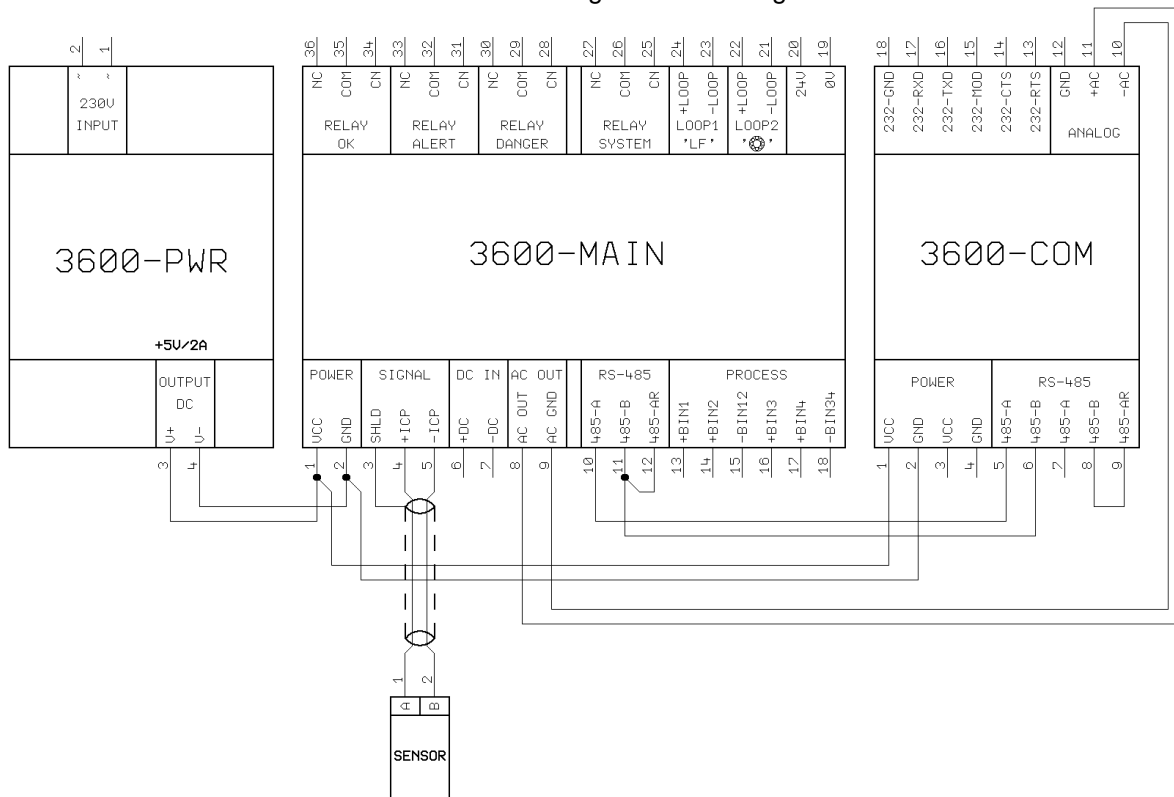 2 1
36 35 34 33 32 31 30 29 28 27 26 25 24 23 22 21 20 19
18 17 16 15 14 13 12 11 10
~ ~
230V
INPUT
NC COM CN NC COM CN NC COM CN NC COM CN +LOOP -LOOP +LOOP -LOOP 24V 0V
RELAY OK
RELAY ALERT
RELAY DANGER
RELAY SYSTEM
LOOP1 'LF'
LOOP2
232-GND 232-RXD 232-TXD 232-MOD 232-CTS 232-RTS GND +AC -AC
ANALOG
3600-PWR
3600-MAIN
3600-COM
+5V/2A
OUTPUT
DC
V+ V-
3 4
POWER SIGNAL DC IN AC OUT RS-485 PROCESS
VCC GND SHLD +ICP -ICP +DC -DC AC OUT AC GND 485-A 485-B 485-AR +BIN1 +BIN2 -BIN12 +BIN3 +BIN4 -BIN34
1 2 3 4 5 6 7 8 9 10 11 12 13 14 15 16 17 18
POWER RS-485
VCC GND VCC GND 485-A 485-B 485-A 485-B 485-AR
1 2 3 4 5 6 7 8 9
1 2
A B
SENSOR